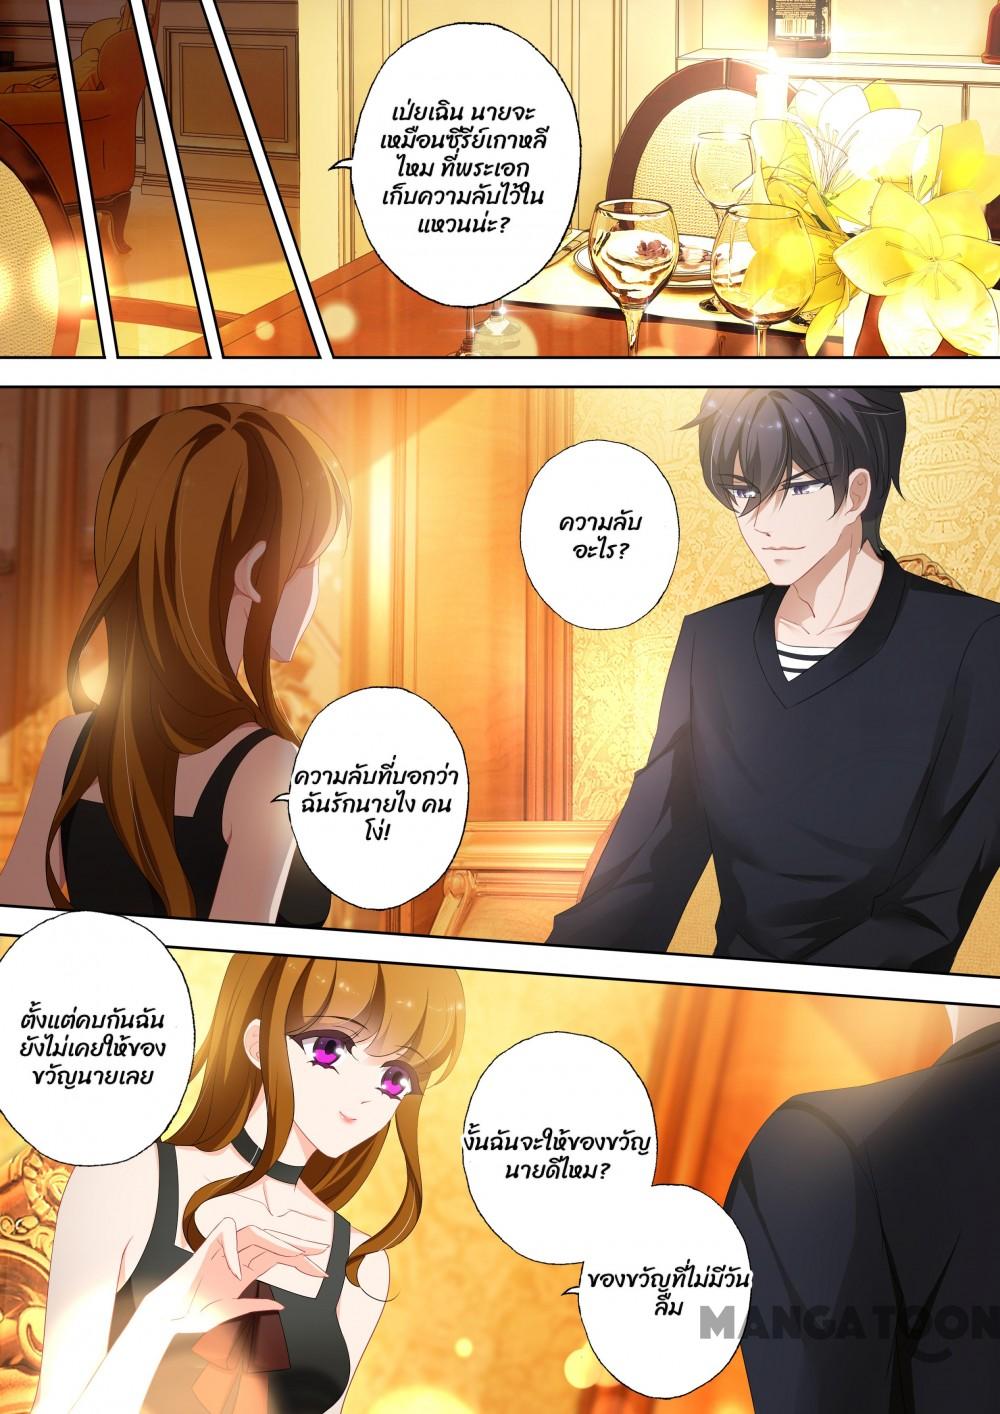 เป่ยเฉิน นายจะ
เหมือนซีรีย์เกาหลี
ไหม ที่พระเอก
เก็บความลับไว้ใน
แหวนน่ะ?
ความลับ
อะไร?
ความลับที่บอกว่า
ฉันรักนายไง คน
โง่!
ตั้งแต่คบกันฉัน
ยังไม่เคยให้ของ
ขวัญนายเลย
งั้นฉันจะให้ของขวัญ
นายดีไหม?
ของขวัญที่ไม่มีวัน
ลืม
MANGATOON